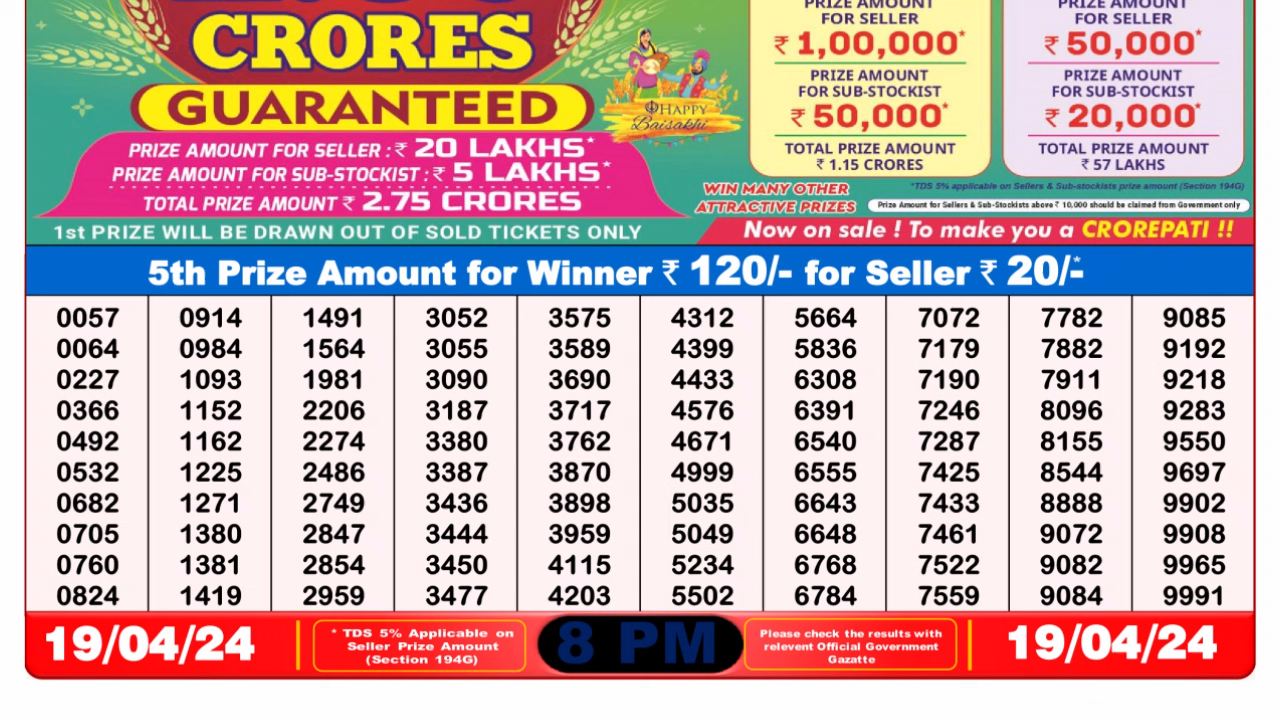 CRORES
GUARANTEED
PRIZE AMOUNT FOR SELLER : ₹ 20 LAKHS*
PRIZE AMOUNT FOR SUB-STOCKIST : ₹ 5 LAKHS*
TOTAL PRIZE AMOUNT ₹ 2.75 CRORES
1st PRIZE WILL BE DRAWN OUT OF SOLD TICKETS ONLY
HAPPY
Baisakhi
PRIZE AMOUNT
FOR SELLER
₹ 1,00,000*
PRIZE AMOUNT
FOR SUB-STOCKIST
₹ 50,000*
TOTAL PRIZE AMOUNT
₹ 1.15 CRORES
PRIZE AMOUNT
FOR SELLER
₹ 50,000*
PRIZE AMOUNT
FOR SUB-STOCKIST
₹ 20,000*
TOTAL PRIZE AMOUNT
₹ 57 LAKHS
WIN MANY OTHER
ATTRACTIVE PRIZES
*TDS 5% applicable on Sellers & Sub-stockists prize amount (Section 194G)
Prize Amount for Sellers & Sub-Stockists above ₹ 10,000 should be claimed from Government only
Now on sale ! To make you a CROREPATI !!
5th Prize Amount for Winner ₹ 120/- for Seller ₹ 20/-*
0057 0914 1491 3052 3575 4312 5664 7072 7782 9085
0064 0984 1564 3055 3589 4399 5836 7179 7882 9192
0227 1093 1981 3090 3690 4433 6308 7190 7911 9218
0366 1152 2206 3187 3717 4576 6391 7246 8096 9283
0492 1162 2274 3380 3762 4671 6540 7287 8155 9550
0532 1225 2486 3387 3870 4999 6555 7425 8544 9697
0682 1271 2749 3436 3898 5035 6643 7433 8888 9902
0705 1380 2847 3444 3959 5049 6648 7461 9072 9908
0760 1381 2854 3450 4115 5234 6768 7522 9082 9965
0824 1419 2959 3477 4203 5502 6784 7559 9084 9991
19/04/24
* TDS 5% Applicable on
Seller Prize Amount
(Section 194G)
8 PM
Please check the results with
relevent Official Government
Gazatte
19/04/24